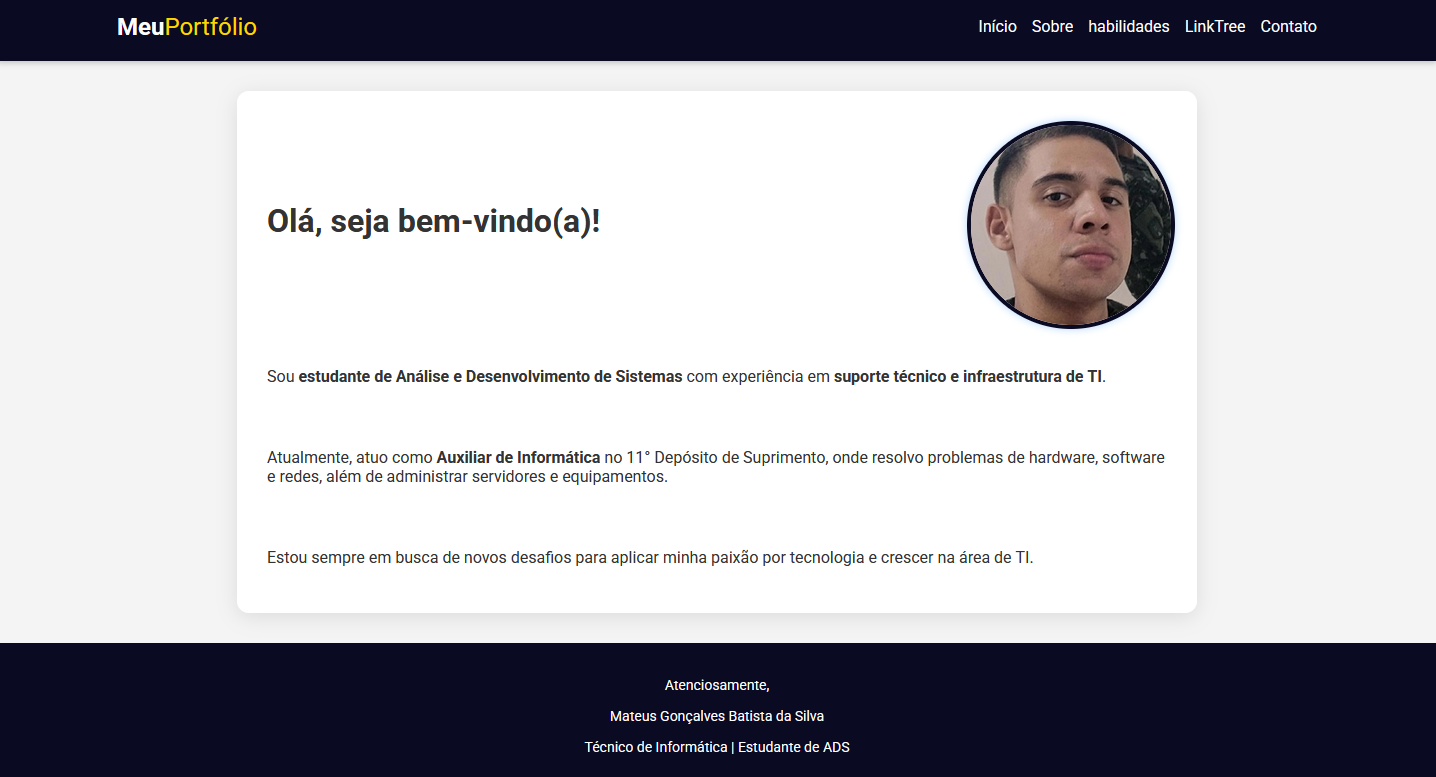 MeuPortfólio
Início Sobre habilidades LinkTree Contato
Olá, seja bem-vindo(a)!
Sou estudante de Análise e Desenvolvimento de Sistemas com experiência em suporte técnico e infraestrutura de TI.
Atualmente, atuo como Auxiliar de Informática no 11° Depósito de Suprimento, onde resolvo problemas de hardware, software
e redes, além de administrar servidores e equipamentos.
Estou sempre em busca de novos desafios para aplicar minha paixão por tecnologia e crescer na área de TI.
Atenciosamente,
Mateus Gonçalves Batista da Silva
Técnico de Informática | Estudante de ADS